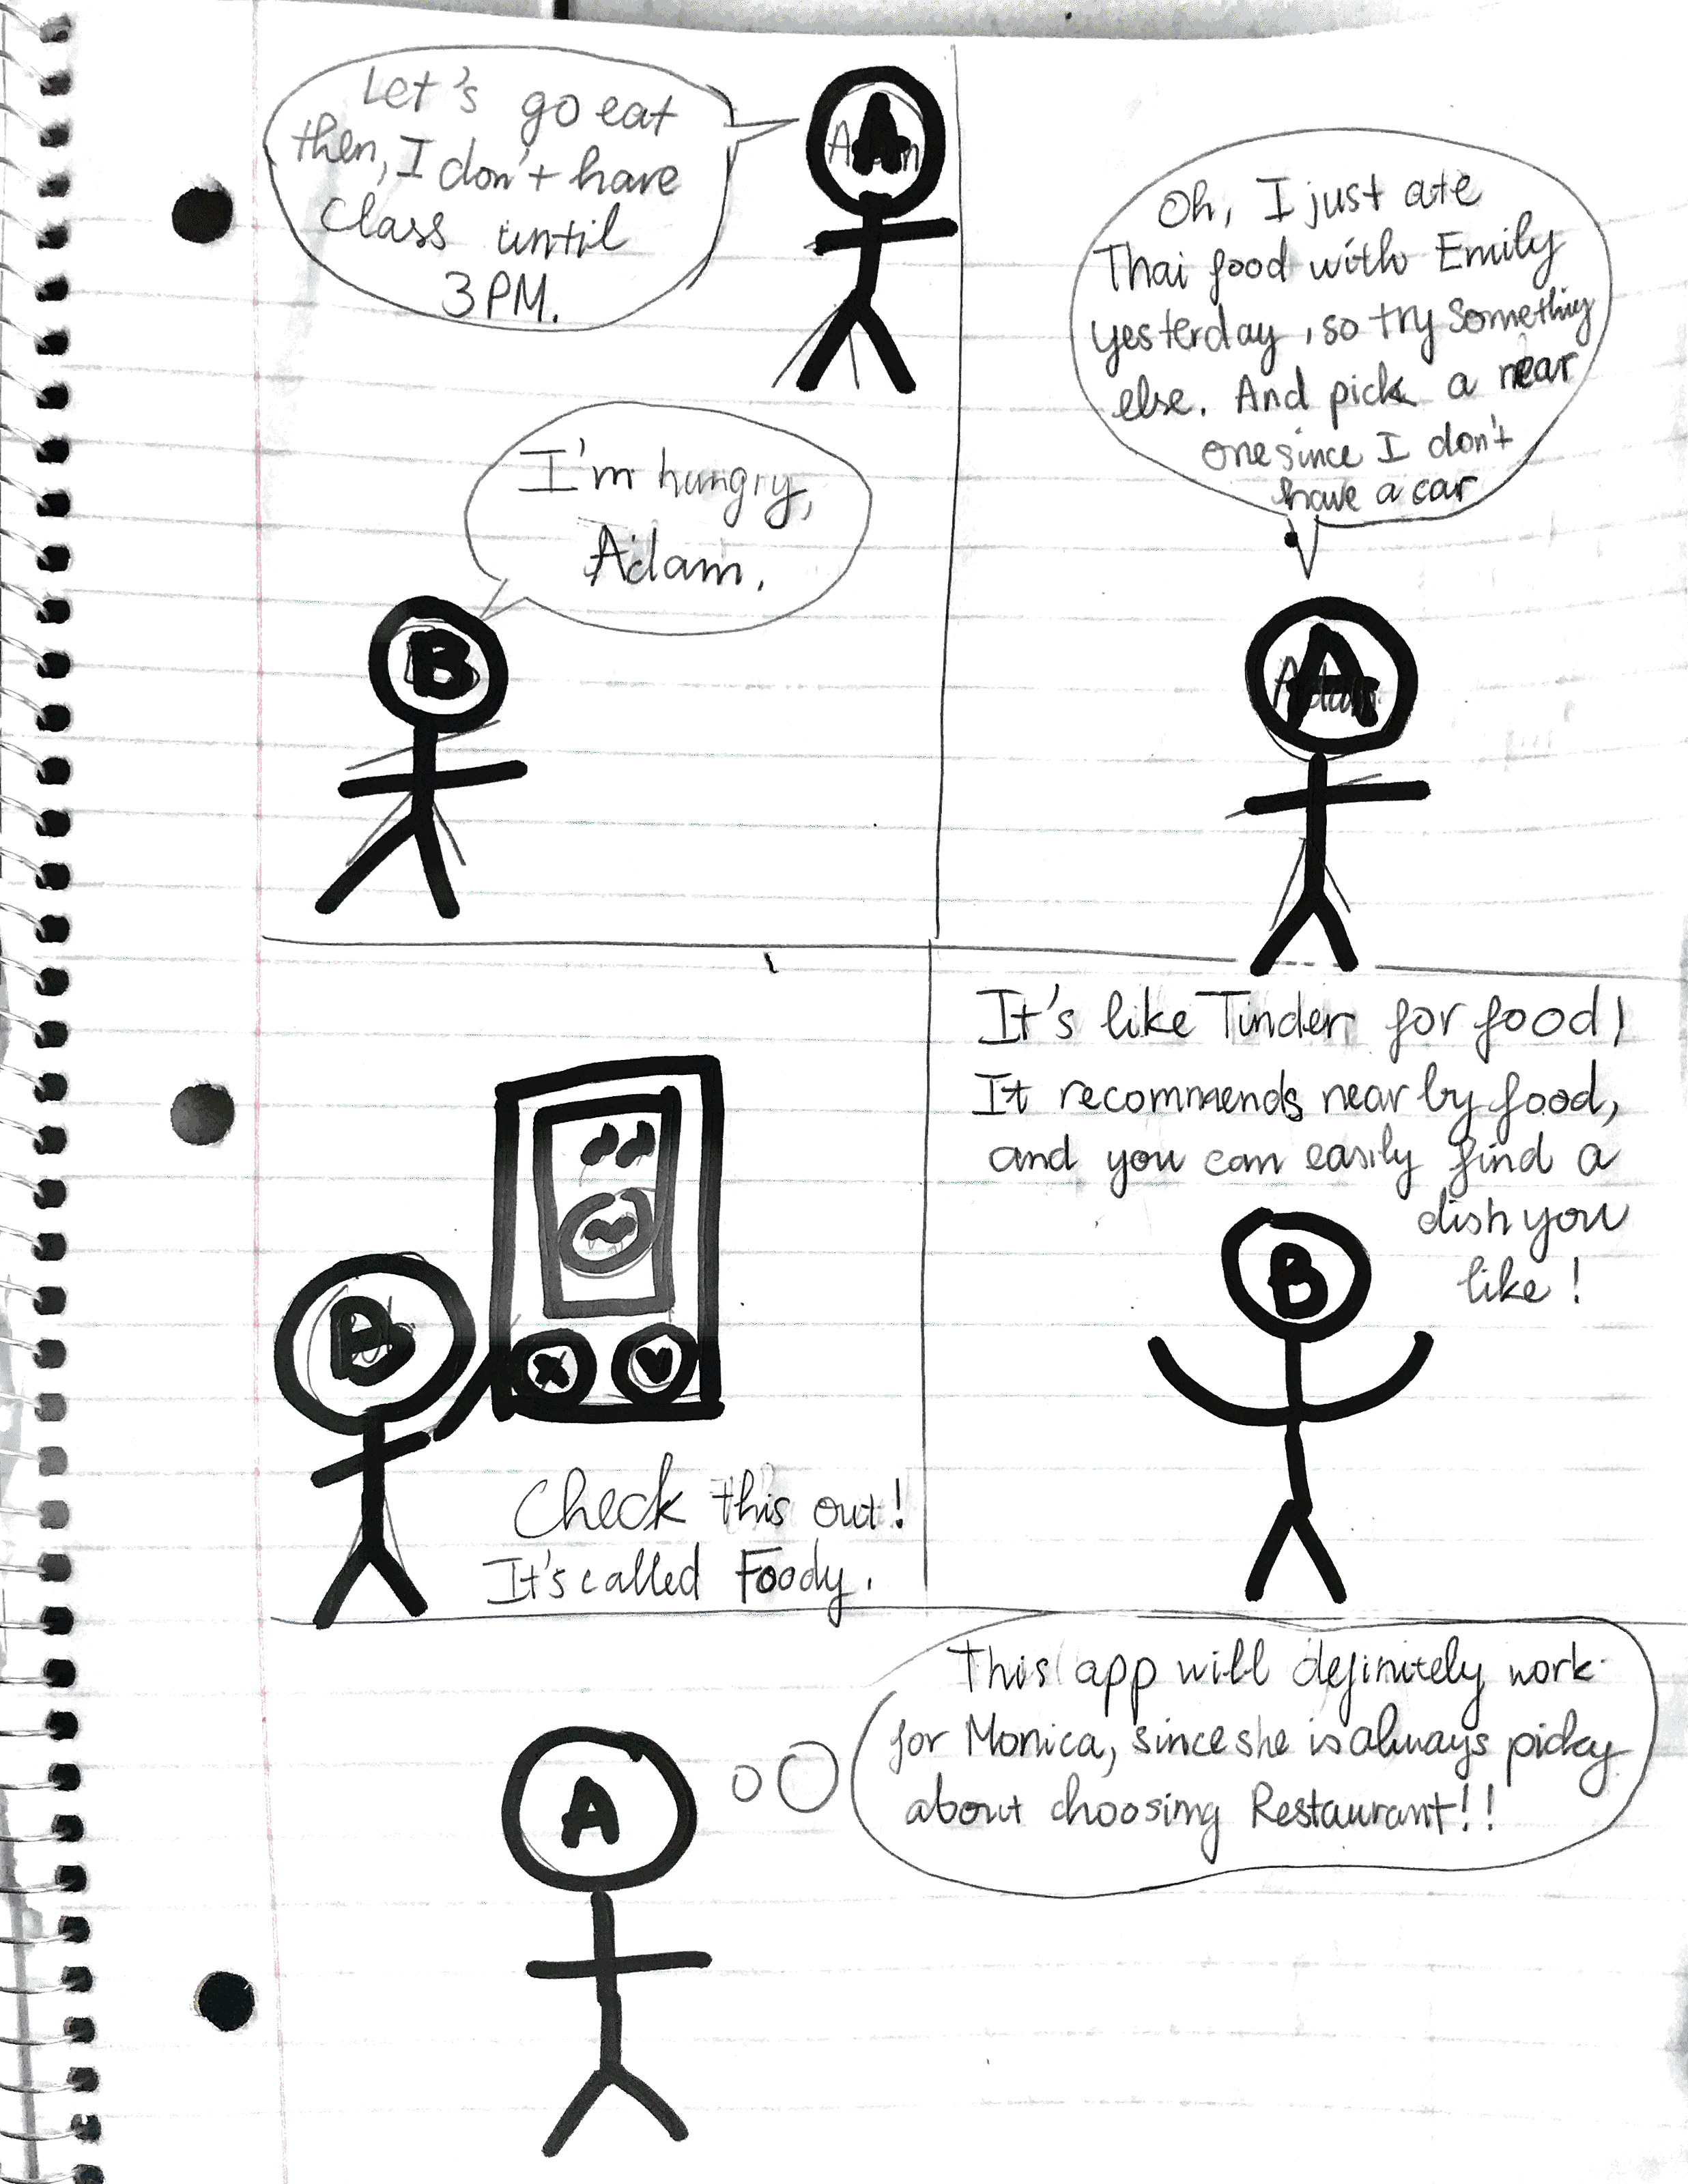 Let's go eat
then, I don't have
class until
3 PM.
A
I'm hungry,
Adam.
B
Oh, I just ate
Thai food with Emily
yesterday, so try something
else. And pick a near
one since I don't
have a car
A
B
Check this out!
It's called Foody.
It's like Tinder for food!
It recommends near by food,
and you can easily find a
dish you
like!
B
This app will definitely work
for Monica, since she is always picky
about choosing Restaurant!!
A